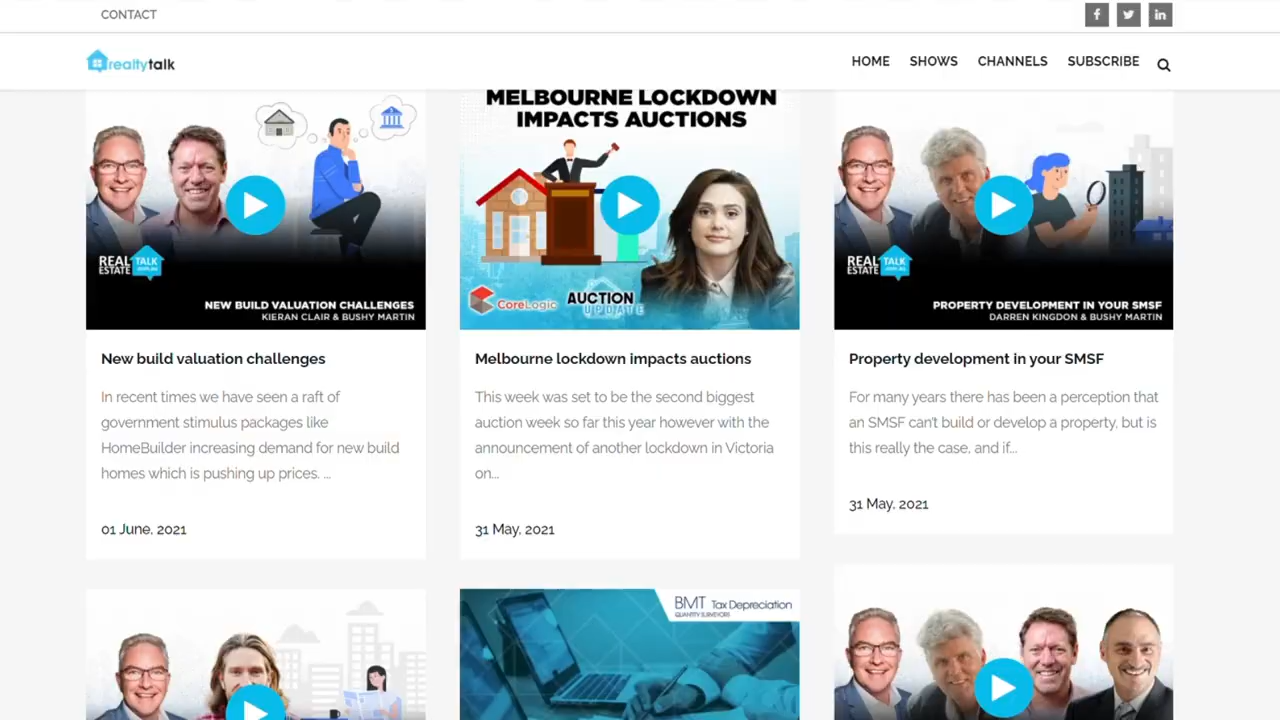 CONTACT
realtytalk
HOME SHOWS CHANNELS SUBSCRIBE
REAL
ESTATE
TALK
.com.au
NEW BUILD VALUATION CHALLENGES
KIERAN CLAIR & BUSHY MARTIN
New build valuation challenges
In recent times we have seen a raft of
government stimulus packages like
HomeBuilder increasing demand for new build
homes which is pushing up prices. ...
01 June, 2021
MELBOURNE LOCKDOWN
IMPACTS AUCTIONS
CoreLogic
AUCTION
UPDATE
Melbourne lockdown impacts auctions
This week was set to be the second biggest
auction week so far this year however with the
announcement of another lockdown in Victoria
on...
31 May, 2021
REAL
ESTATE
TALK
.com.au
PROPERTY DEVELOPMENT IN YOUR SMSF
DARREN KINGDON & BUSHY MARTIN
Property development in your SMSF
For many years there has been a perception that
an SMSF can't build or develop a property, but is
this really the case, and if...
31 May, 2021
BMT Tax Depreciation
QUANTITY SURVEYORS